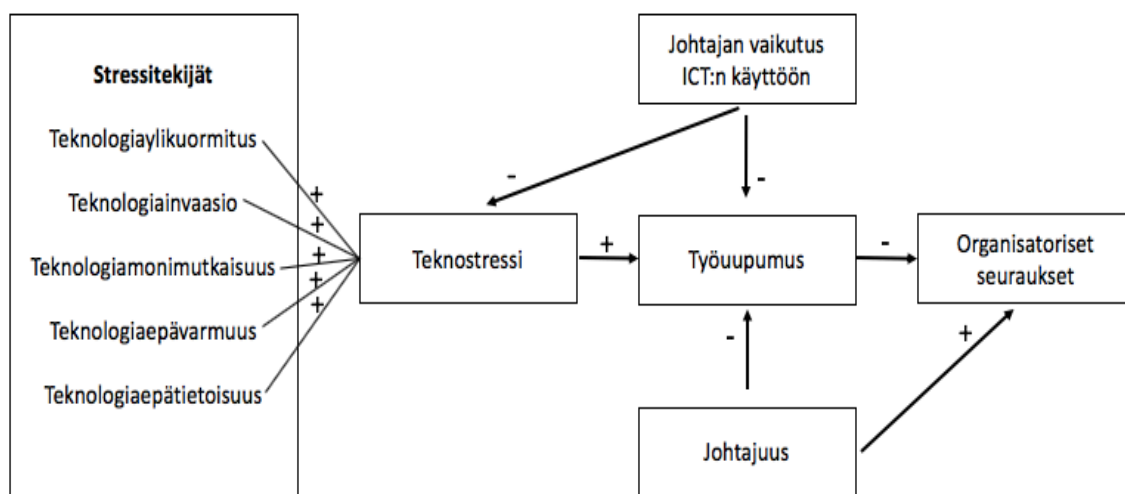 Stressitekijät
Teknologiaylikuormitus
Teknologiainvaasio
Teknologiamonimutkaisuus
Teknologiaepävarmuus
Teknologiaepätietoisuus
+
+
+
+
+
Johtajan vaikutus
ICT:n käyttöön
-
-
Teknostressi
+
Työuupumus
-
Organisatoriset
seuraukset
-
+
Johtajuus